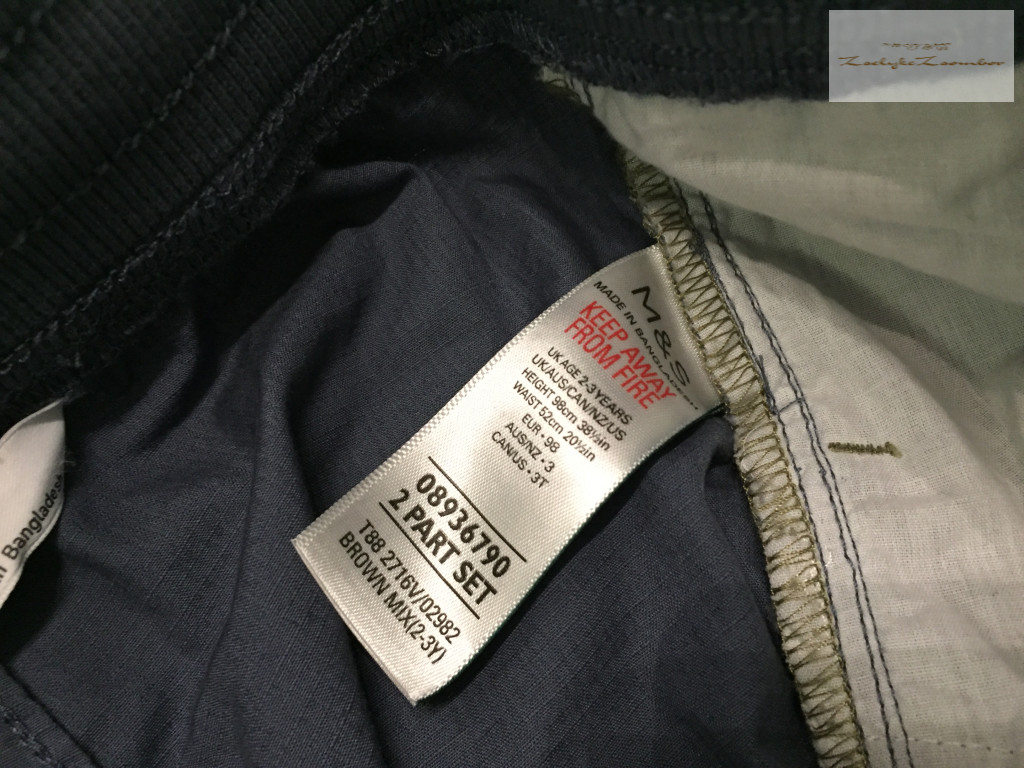 M&S
MADE IN BANGLADESH
KEEP AWAY
FROM FIRE
UK AGE 2-3 YEARS
UK/AUS/CAN/NZ/US
HEIGHT 98cm 38½in
WAIST 52cm 20½in
EUR • 98
AUS/NZ • 3
CAN/US • 3T
08936790
2 PART SET
T88 2716V/02982
BROWN MIX(2-3Y)
Bangladesh